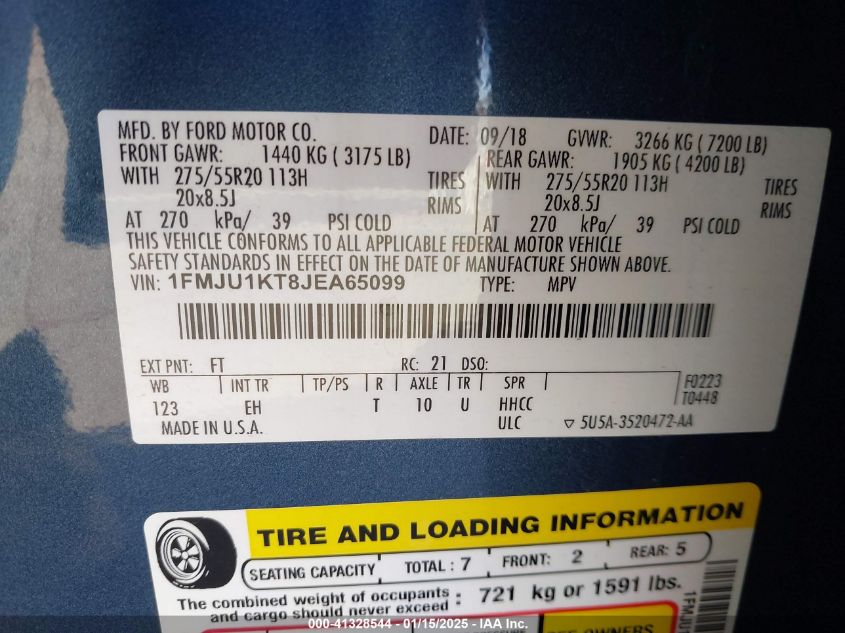 MFD. BY FORD MOTOR CO. DATE: 09/18 GVWR: 3266 KG ( 7200 LB)
FRONT GAWR: 1440 KG ( 3175 LB) REAR GAWR: 1905 KG ( 4200 LB)
WITH 275/55R20 113H TIRES WITH 275/55R20 113H TIRES
20x8.5J RIMS 20x8.5J RIMS
AT 270 kPa/ 39 PSI COLD AT 270 kPa/ 39 PSI COLD
THIS VEHICLE CONFORMS TO ALL APPLICABLE FEDERAL MOTOR VEHICLE
SAFETY STANDARDS IN EFFECT ON THE DATE OF MANUFACTURE SHOWN ABOVE.
VIN: 1FMJU1KT8JEA65099 TYPE: MPV
EXT PNT: FT RC: 21 DSO:
WB INT TR TP/PS R AXLE TR SPR F0223
123 EH T 10 U HHCC T0448
MADE IN U.S.A. ULC ▽ 5U5A-3520472-AA
TIRE AND LOADING INFORMATION
SEATING CAPACITY TOTAL : 7 FRONT: 2 REAR: 5
The combined weight of occupants
and cargo should never exceed : 721 kg or 1591 lbs.
1FMJU1
000-41328544 - 01/15/2025 - IAA Inc.